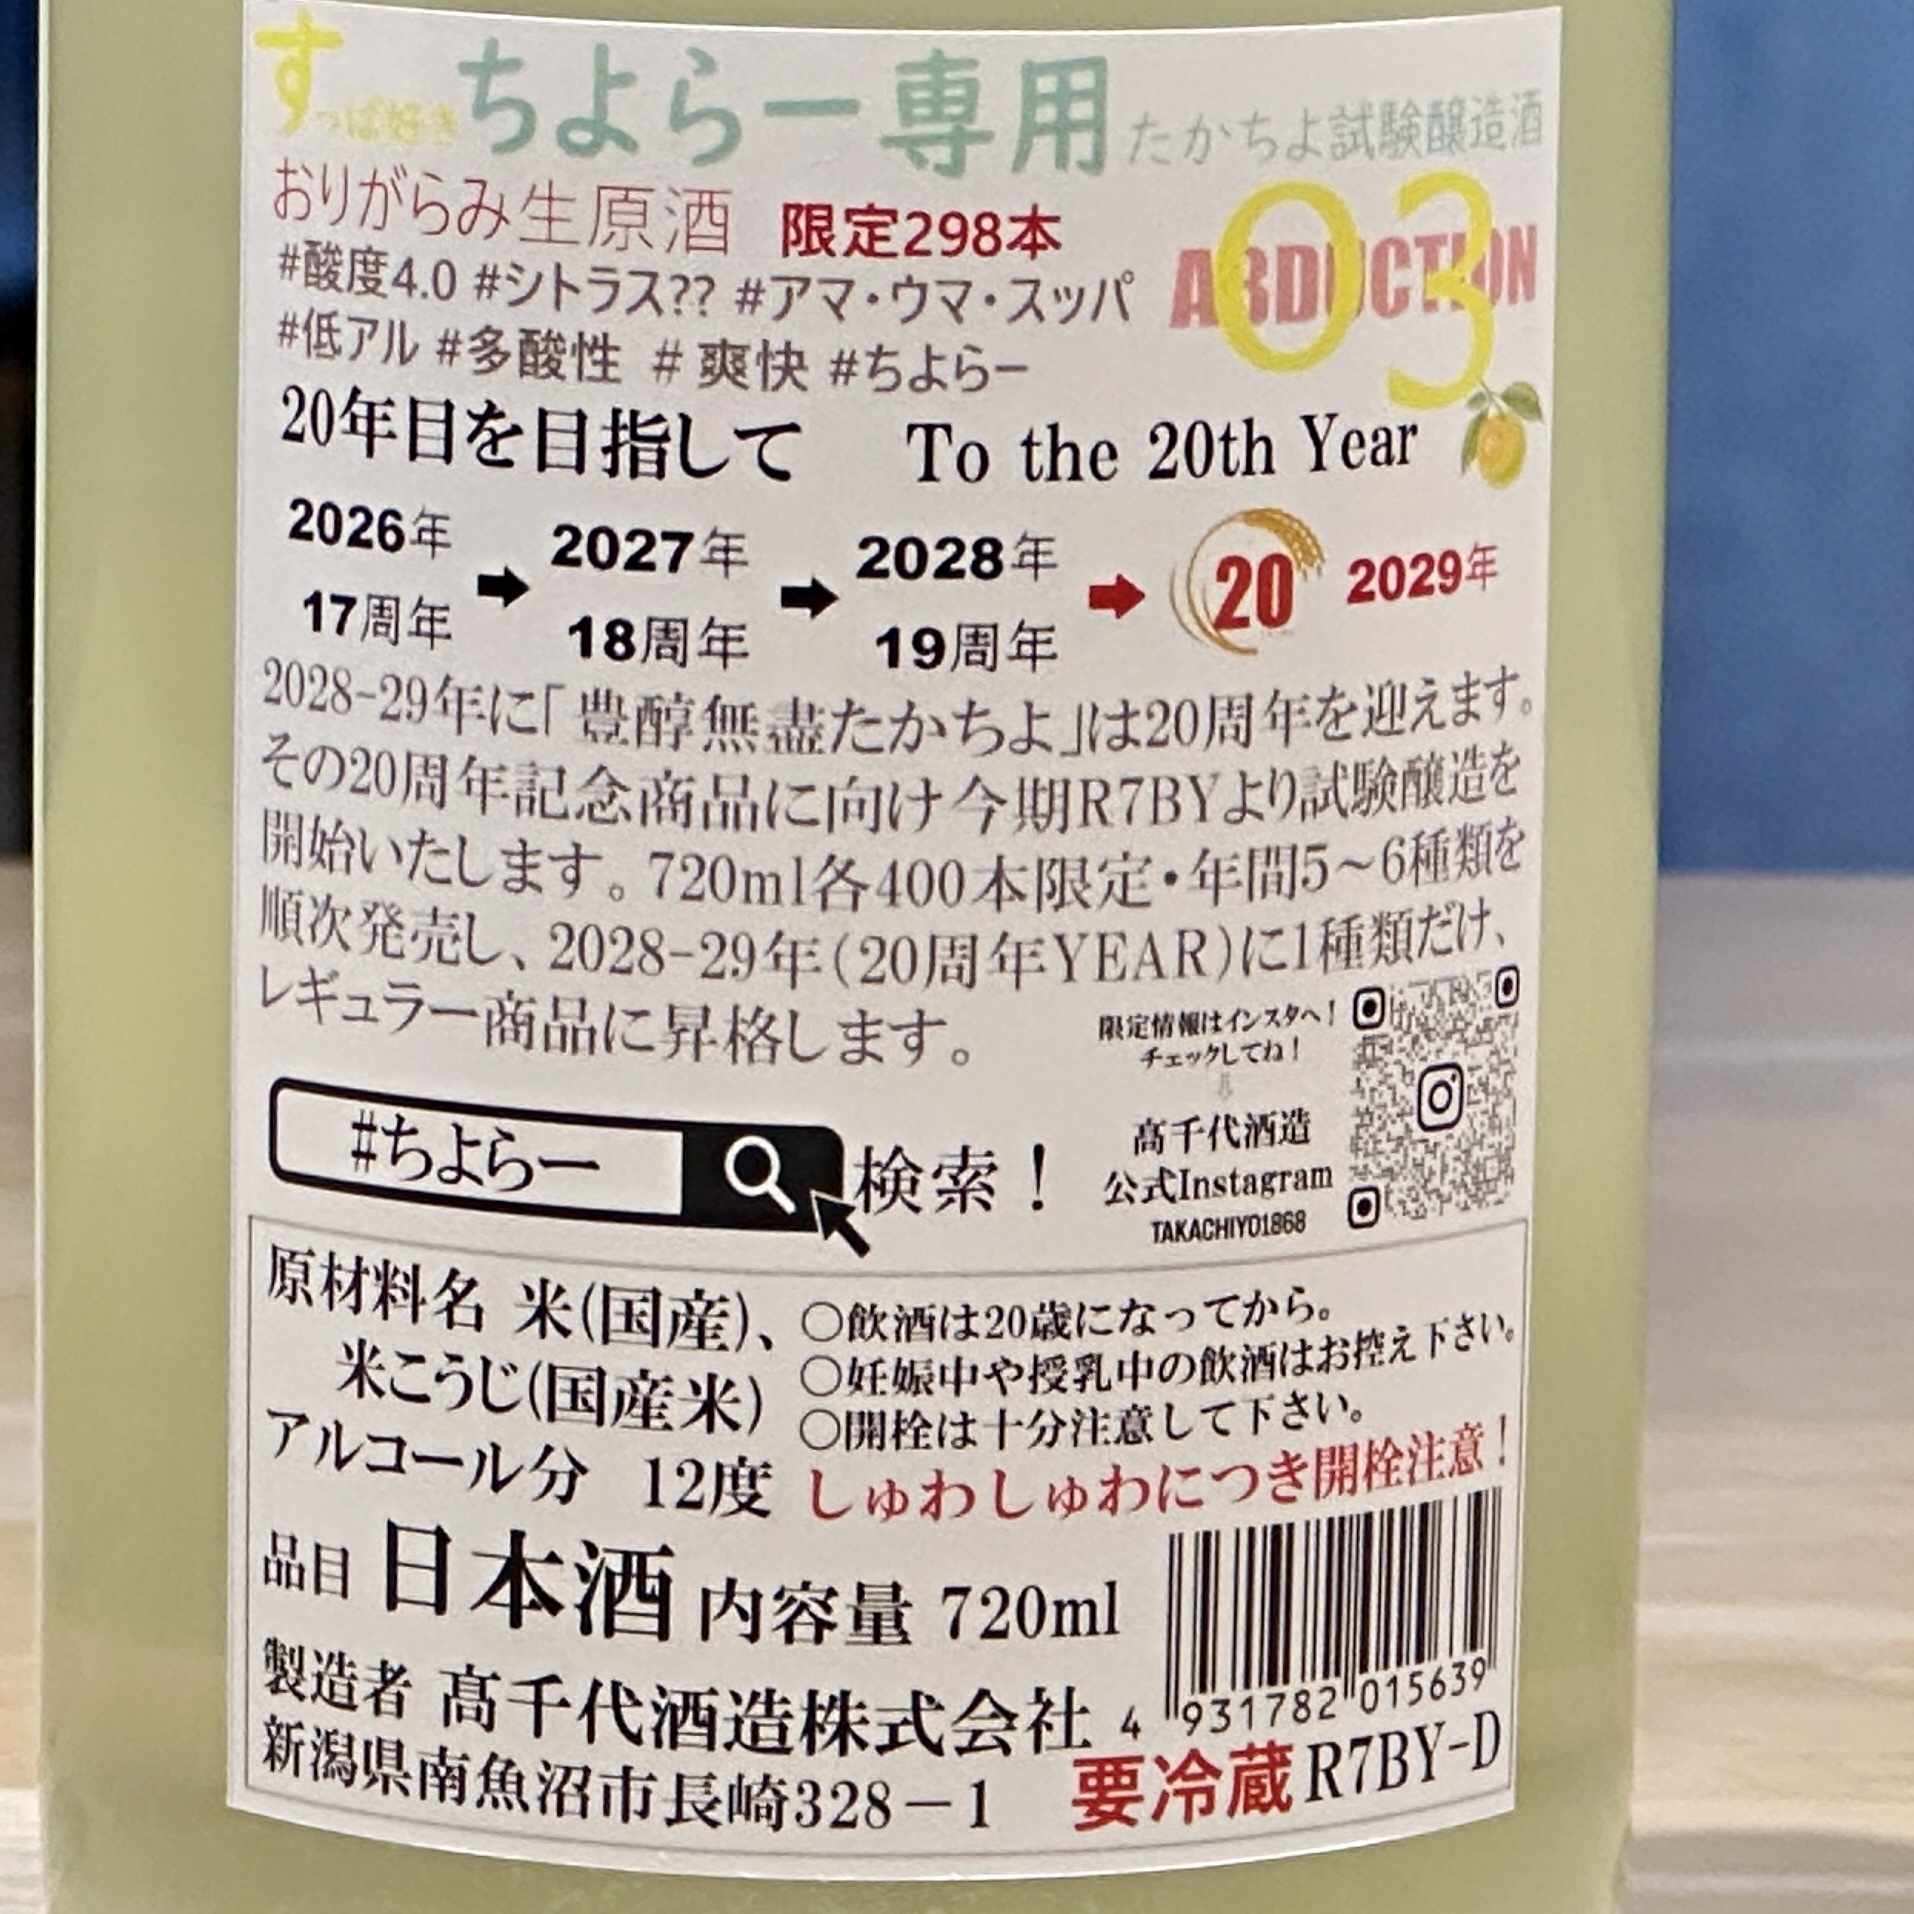 すっぱ好きちよらー専用 たかちよ試験醸造酒
おりがらみ生原酒 限定298本
ABDUCTION 03
#酸度4.0 #シトラス?? #アマ・ウマ・スッパ
#低アル #多酸性 #爽快 #ちよらー
20年目を目指して To the 20th Year
2026年 2027年 2028年 20 2029年
17周年 18周年 19周年
2028-29年に「豊醇無盡たかちよ」は20周年を迎えます。
その20周年記念商品に向け今期R7BYより試験醸造を
開始いたします。720ml各400本限定・年間5~6種類を
順次発売し、2028-29年(20周年YEAR)に1種類だけ、
レギュラー商品に昇格します。
限定情報はインスタへ!
チェックしてね!
#ちよらー 検索!
髙千代酒造
公式Instagram
TAKACHIYO1868
原材料名 米(国産)、
米こうじ(国産米)
アルコール分 12度
○飲酒は20歳になってから。
○妊娠中や授乳中の飲酒はお控え下さい。
○開栓は十分注意して下さい。
しゅわしゅわにつき開栓注意!
品目 日本酒 内容量 720ml
製造者 髙千代酒造株式会社
4 931782 015639
新潟県南魚沼市長崎328-1
要冷蔵 R7BY-D